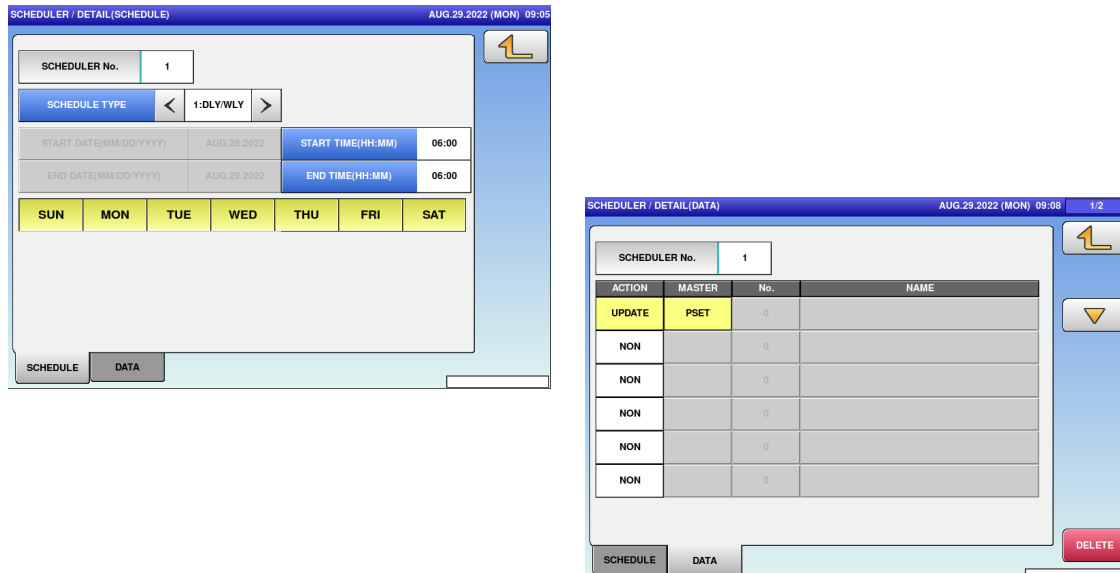 SCHEDULER / DETAIL(SCHEDULE) AUG.29.2022 (MON) 09:05
SCHEDULER No. 1
SCHEDULE TYPE 1:DLY/WLY
START DATE(MM/DD/YYYY) AUG.29.2022 START TIME(HH:MM) 06:00
END DATE(MM/DD/YYYY) AUG.29.2022 END TIME(HH:MM) 06:00
SUN MON TUE WED THU FRI SAT
SCHEDULE DATA
SCHEDULER / DETAIL(DATA) AUG.29.2022 (MON) 09:08 1/2
SCHEDULER No. 1
ACTION MASTER No. NAME
UPDATE PSET 0
NON 0
NON 0
NON 0
NON 0
NON 0
DELETE
SCHEDULE DATA